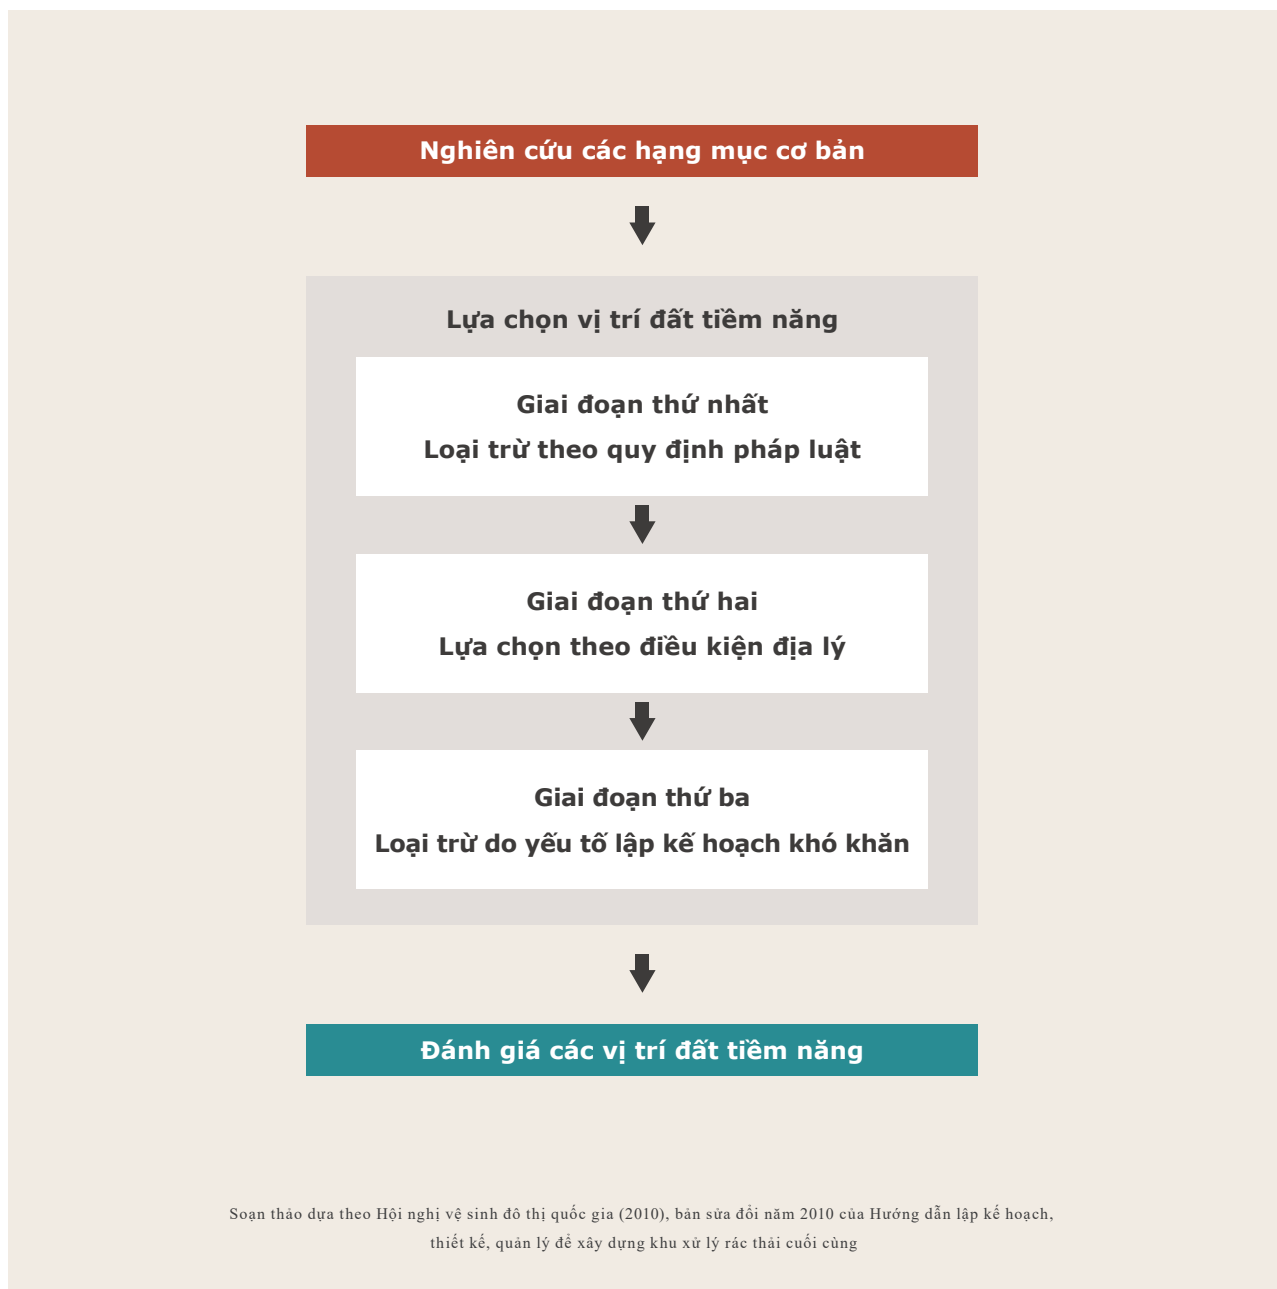 Nghiên cứu các hạng mục cơ bản
Lựa chọn vị trí đất tiềm năng
Giai đoạn thứ nhất
Loại trừ theo quy định pháp luật
Giai đoạn thứ hai
Lựa chọn theo điều kiện địa lý
Giai đoạn thứ ba
Loại trừ do yếu tố lập kế hoạch khó khăn
Đánh giá các vị trí đất tiềm năng
Soạn thảo dựa theo Hội nghị vệ sinh đô thị quốc gia (2010), bản sửa đổi năm 2010 của Hướng dẫn lập kế hoạch,
thiết kế, quản lý để xây dựng khu xử lý rác thải cuối cùng